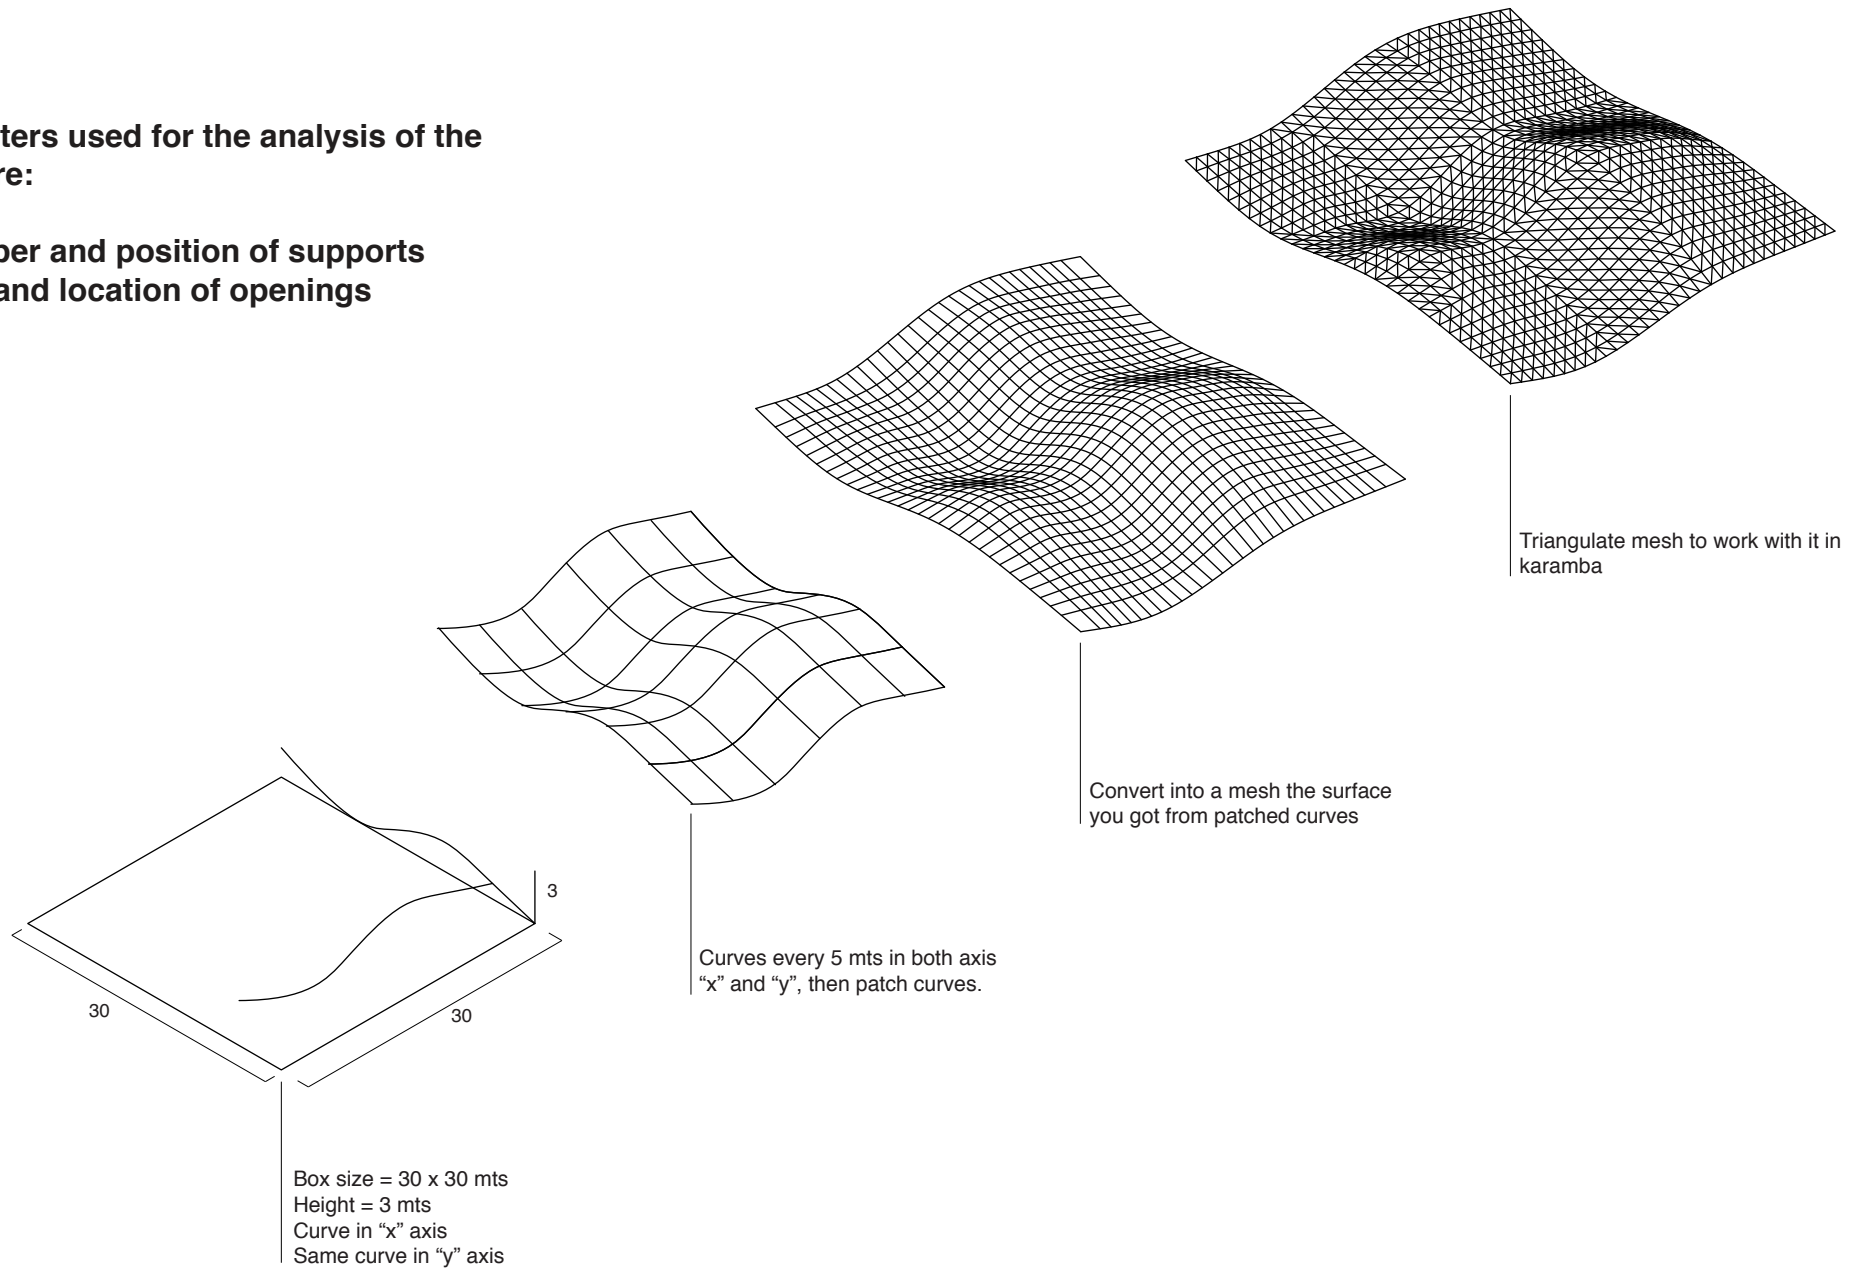 used for the analysis of the
and position of supports
and location of openings
Triangulate mesh to work with it in
karamba
Convert into a mesh the surface
you got from patched curves
3
Curves every 5 mts in both axis
“x” and “y”, then patch curves.
30
30
Box size = 30 x 30 mts
Height = 3 mts
Curve in “x” axis
Same curve in “y” axis